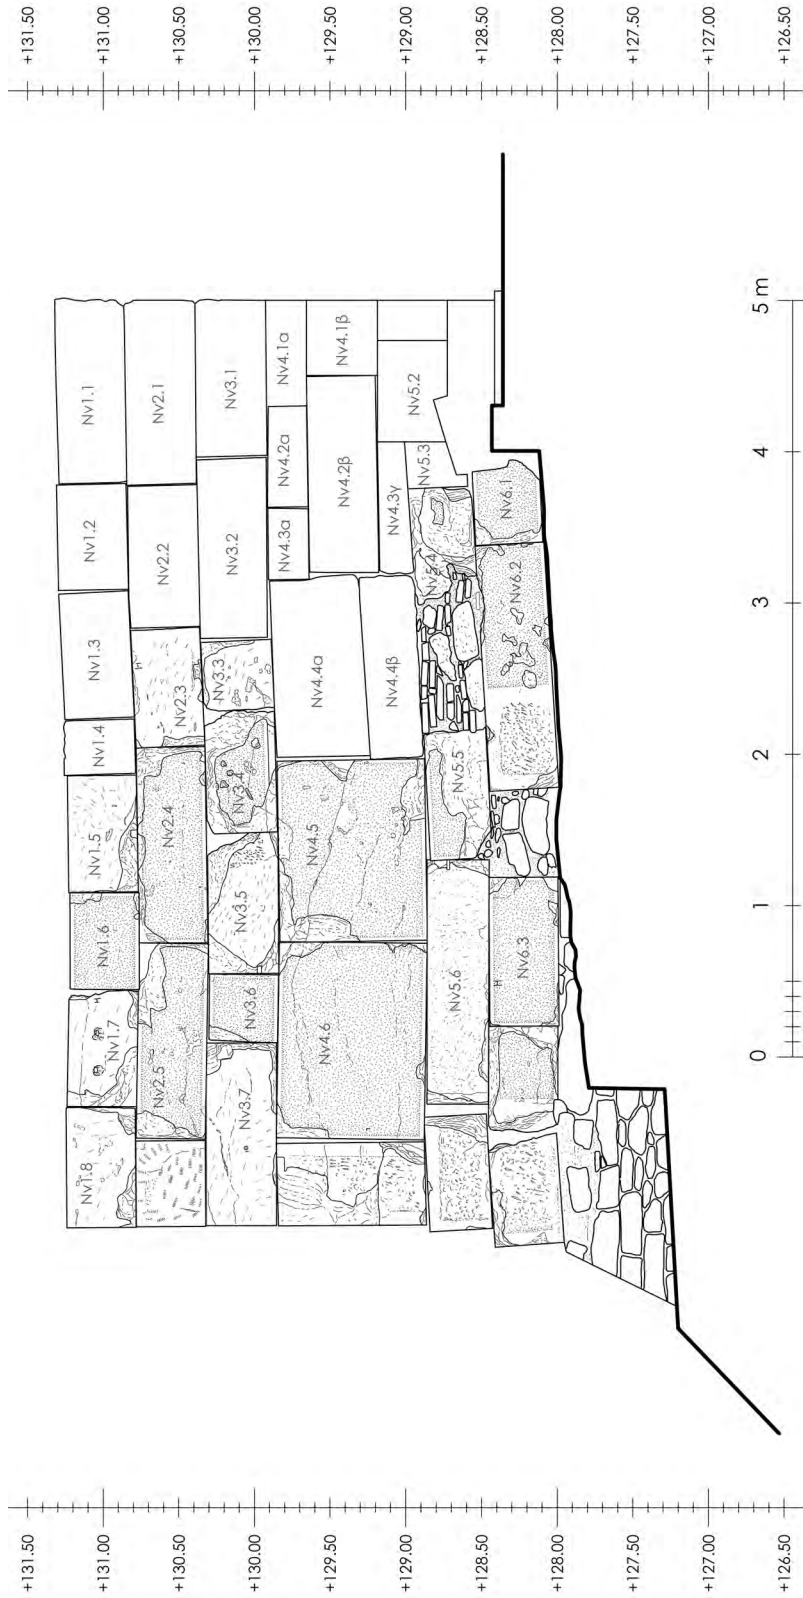 +131.50 +131.50
+131.00 +131.00
Nv1.8 Nv1.7 Nv1.6 Nv1.5 Nv1.4 Nv1.3 Nv1.2 Nv1.1
+130.50 +130.50
Nv2.5 Nv2.4 Nv2.3 Nv2.2 Nv2.1
+130.00 +130.00
Nv3.7 Nv3.6 Nv3.5 Nv3.4 Nv3.3 Nv3.2 Nv3.1
Nv4.3α Nv4.2α Nv4.1α
+129.50 +129.50
Nv4.6 Nv4.5 Nv4.4α Nv4.2β Nv4.1β
+129.00 +129.00
Nv4.4β Nv4.3γ
Nv5.6 Nv5.5 Nv5.4 Nv5.3 Nv5.2
+128.50 +128.50
Nv6.3 Nv6.2 Nv6.1
+128.00 +128.00
+127.50 +127.50
+127.00 +127.00
+126.50 +126.50
0 1 2 3 4 5 m